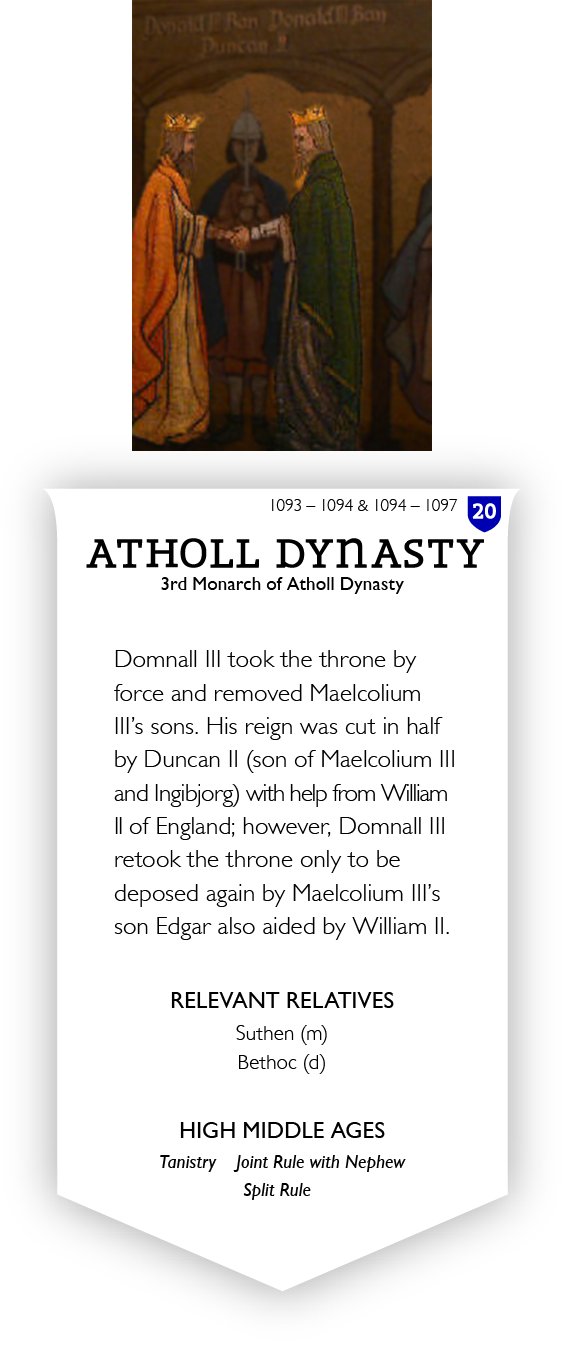 Donald III Ban Donald III Ban
Duncan II
1093 – 1094 & 1094 – 1097 20
ATHOLL DYNASTY
3rd Monarch of Atholl Dynasty
Domnall III took the throne by
force and removed Maelcolium
III’s sons. His reign was cut in half
by Duncan II (son of Maelcolium III
and Ingibjorg) with help from William
II of England; however, Domnall III
retook the throne only to be
deposed again by Maelcolium III’s
son Edgar also aided by William II.
RELEVANT RELATIVES
Suthen (m)
Bethoc (d)
HIGH MIDDLE AGES
Tanistry Joint Rule with Nephew
Split Rule